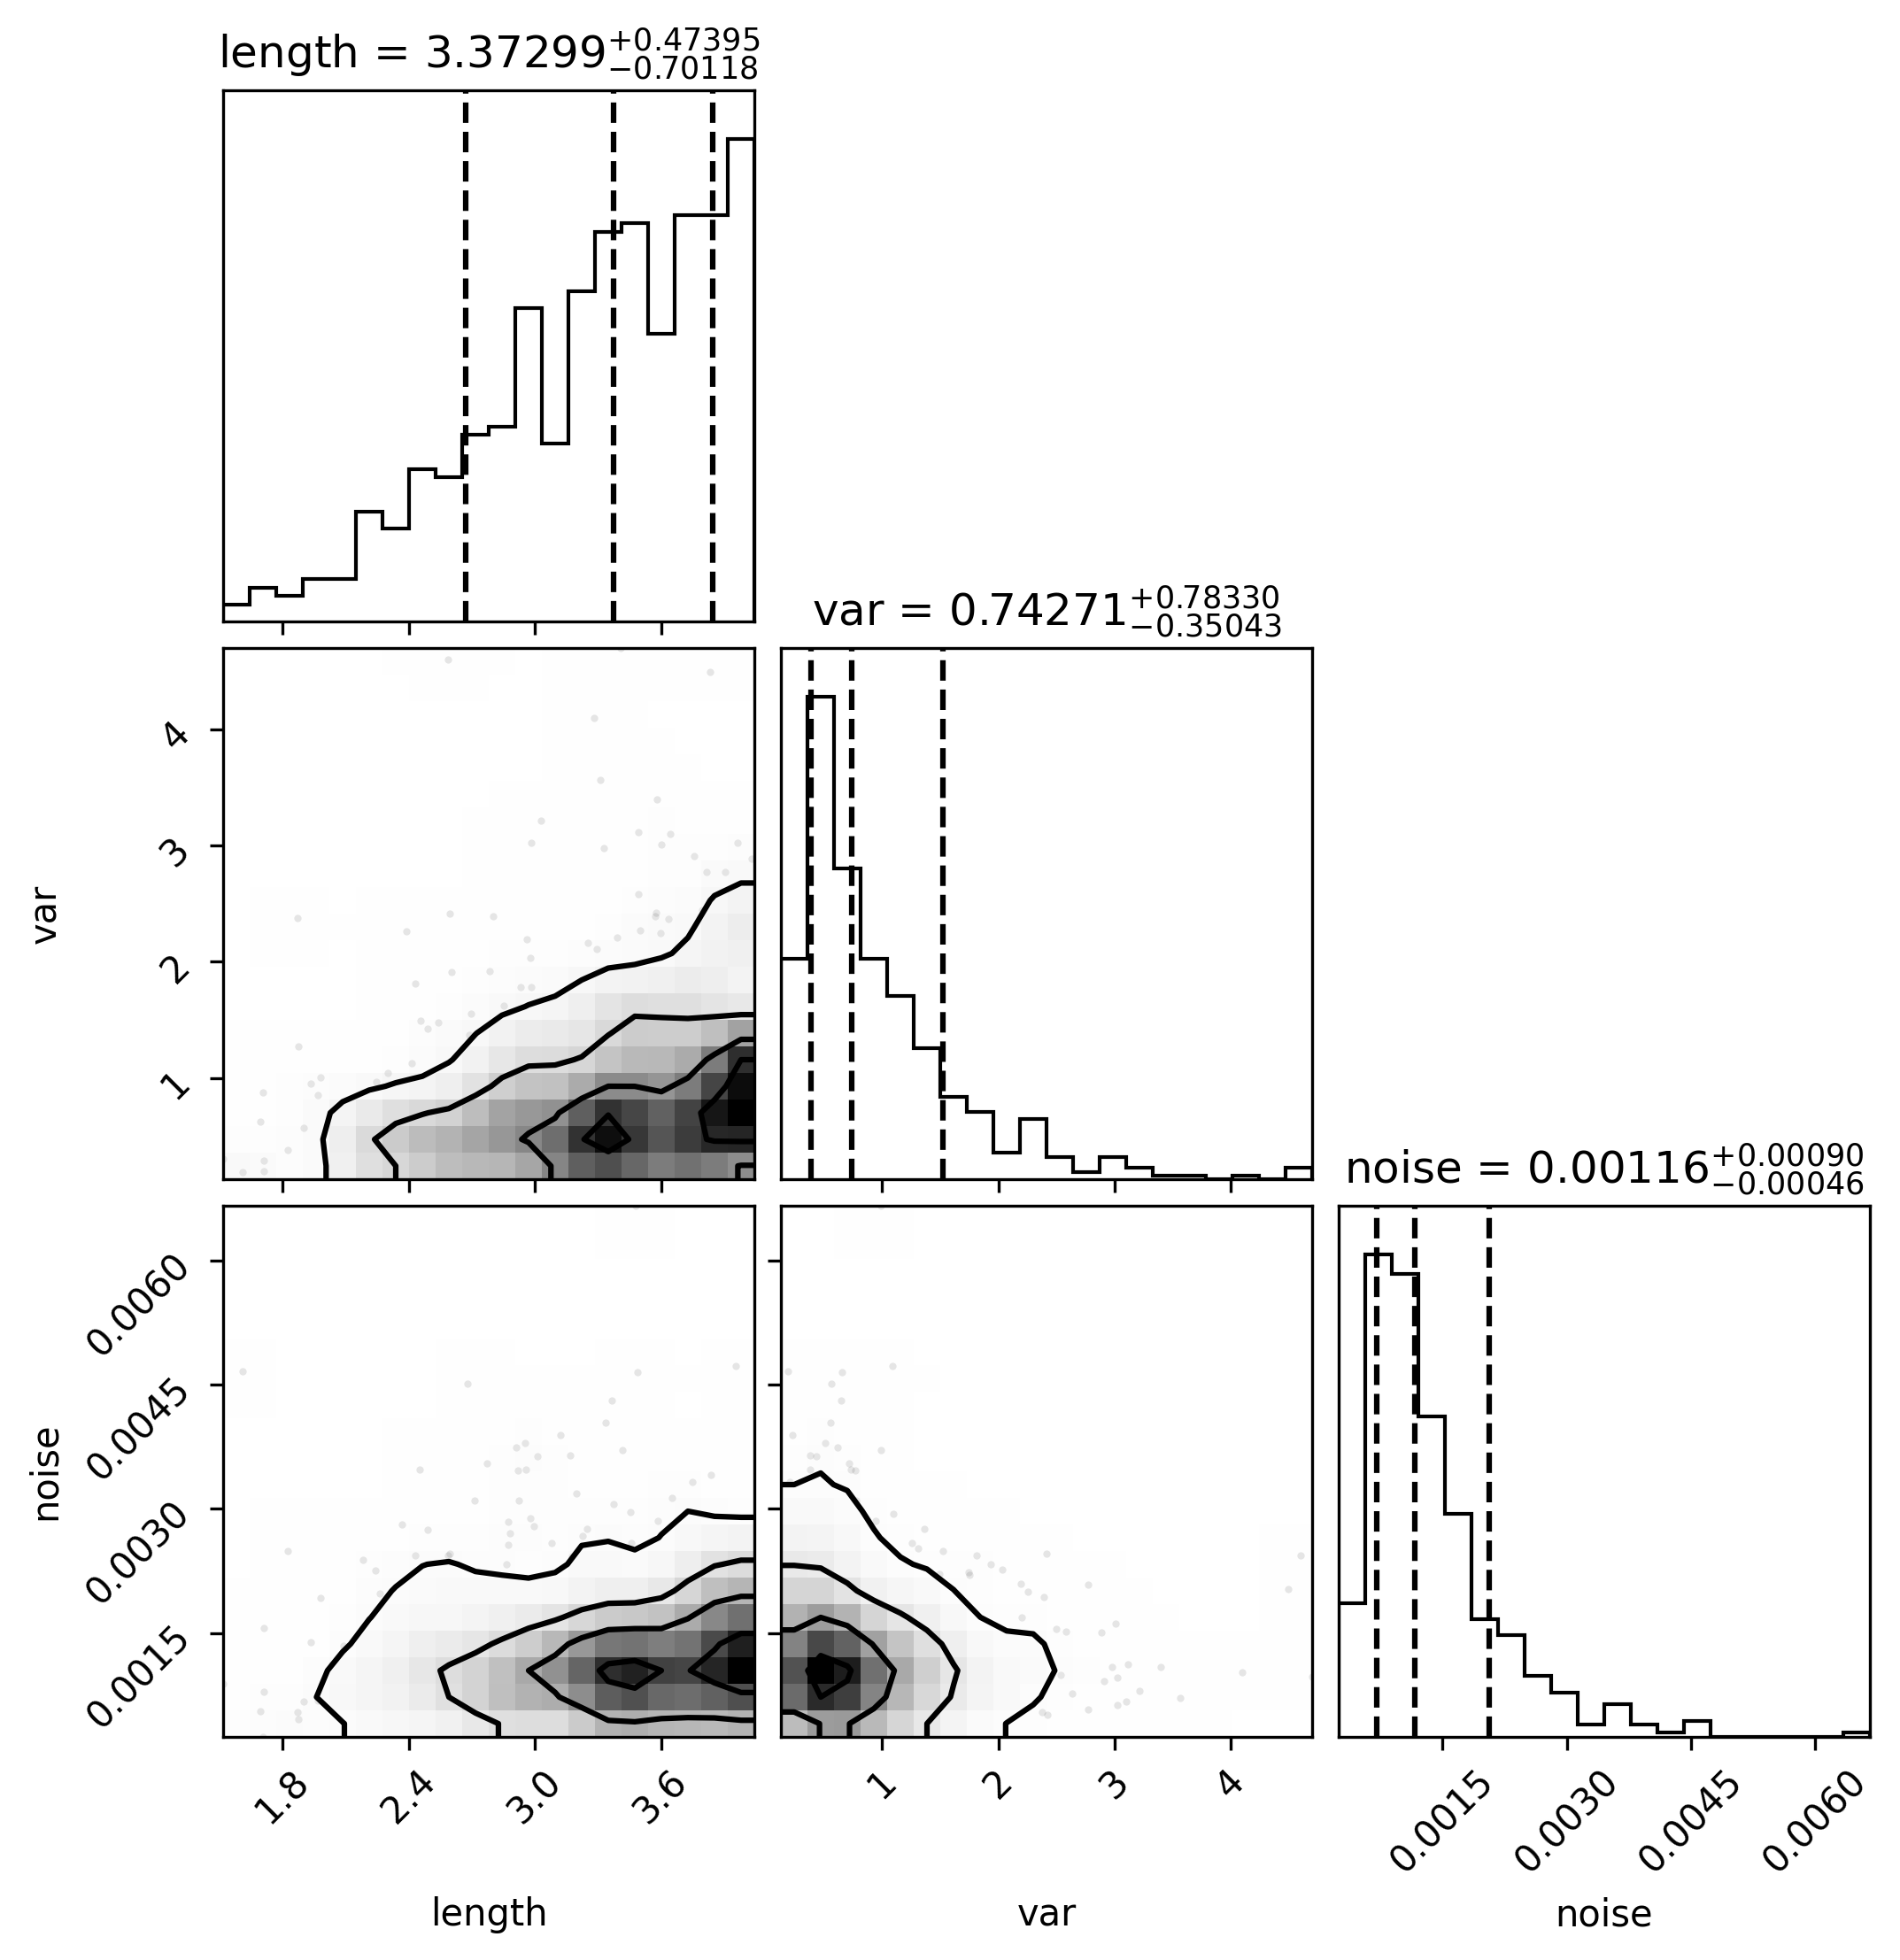 length = 3.37299+0.47395−0.70118
var = 0.74271+0.78330−0.35043
4
3
2
1
var
noise = 0.00116+0.00090−0.00046
0.0060
0.0045
0.0030
0.0015
noise
1.8 2.4 3.0 3.6
1 2 3 4
0.0015 0.0030 0.0045 0.0060
length
var
noise